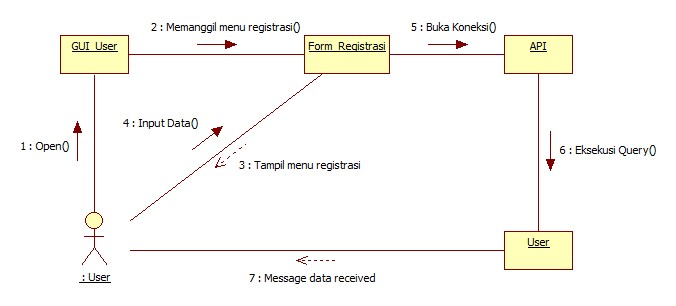 2 : Memanggil menu registrasi()
5 : Buka Koneksi()
GUI_User
Form_Registrasi
API
4 : Input Data()
1 : Open()
3 : Tampil menu registrasi
6 : Eksekusi Query()
User
: User
7 : Message data received